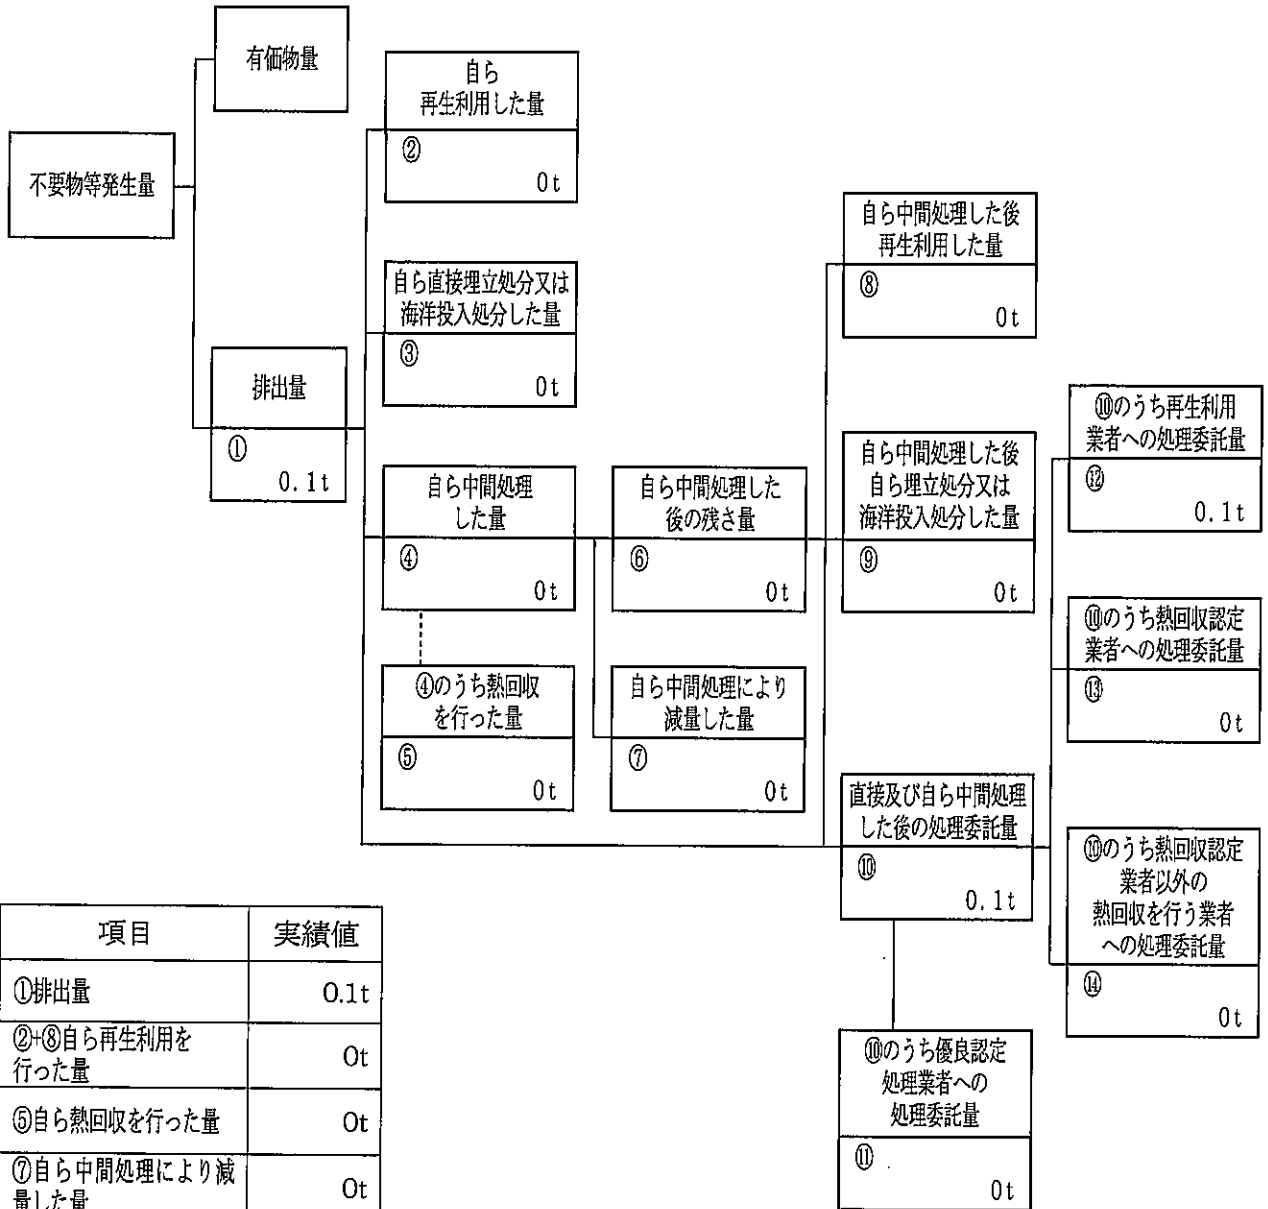 有価物量
不要物等発生量
排出量
①
0.1t
自ら
再生利用した量
②
0t
自ら直接埋立処分又は
海洋投入処分した量
③
0t
自ら中間処理
した量
④
0t
④のうち熱回収
を行った量
⑤
0t
自ら中間処理した
後の残さ量
⑥
0t
自ら中間処理により
減量した量
⑦
0t
自ら中間処理した後
再生利用した量
⑧
0t
自ら中間処理した後
自ら埋立処分又は
海洋投入処分した量
⑨
0t
直接及び自ら中間処理
した後の処理委託量
⑩
0.1t
⑩のうち優良認定
処理業者への
処理委託量
⑪
0t
⑩のうち再生利用
業者への処理委託量
⑫
0.1t
⑩のうち熱回収認定
業者への処理委託量
⑬
0t
⑩のうち熱回収認定
業者以外の
熱回収を行う業者
への処理委託量
⑭
0t
項目 実績値
①排出量 0.1t
②+⑧自ら再生利用を
行った量 0t
⑤自ら熱回収を行った量 0t
⑦自ら中間処理により減
量した量 0t